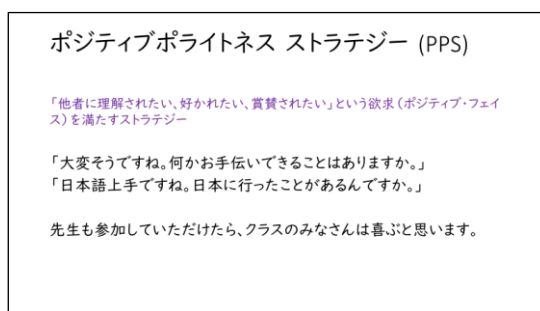 ポジティブポライトネス ストラテジー (PPS)
「他者に理解されたい、好かれたい、賞賛されたい」という欲求(ポジティブ・フェイ
ス)を満たすストラテジー
「大変そうですね。何かお手伝いできることはありますか。」
「日本語上手ですね。日本に行ったことがあるんですか。」
先生も参加していただけたら、クラスのみなさんは喜ぶと思います。